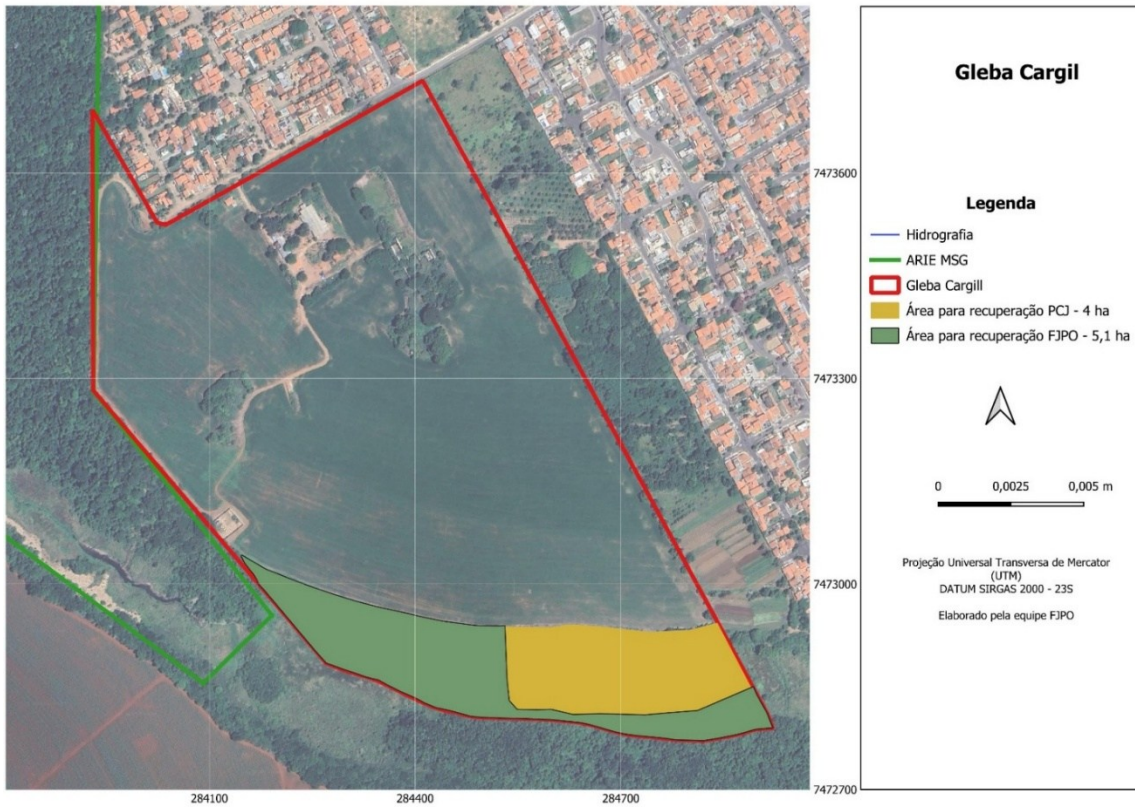 Gleba Cargil
Legenda
Hidrografia
ARIE MSG
Gleba Cargill
Área para recuperação PCJ - 4 ha
Área para recuperação FJPO - 5,1 ha
0 0,0025 0,005 m
Projeção Universal Transversa de Mercator
(UTM)
DATUM SIRGAS 2000 - 23S
Elaborado pela equipe FJPO
7473600
7473300
7473000
7472700
284100 284400 284700